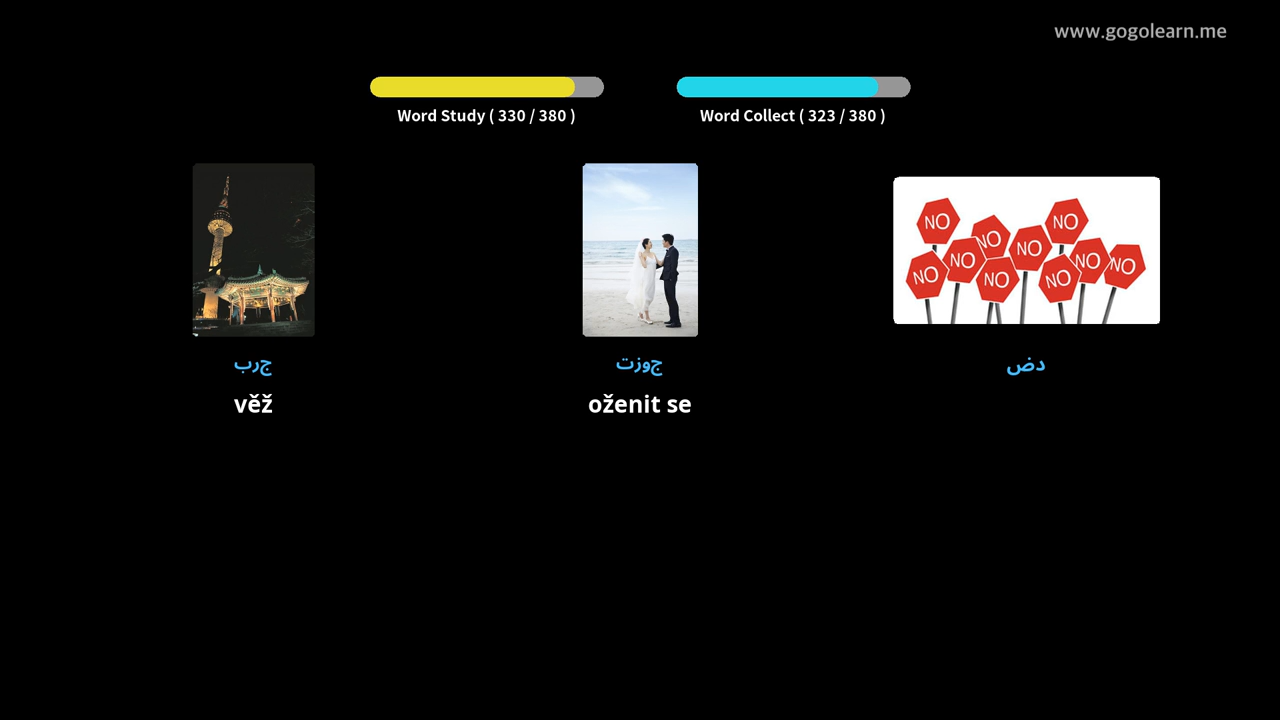 www.gogolearn.me
Word Study ( 330 / 380 )
Word Collect ( 323 / 380 )
NO
NO
NO
NO
NO
NO
NO
NO
NO
NO
جرب
جوزت
دض
věž
oženit se